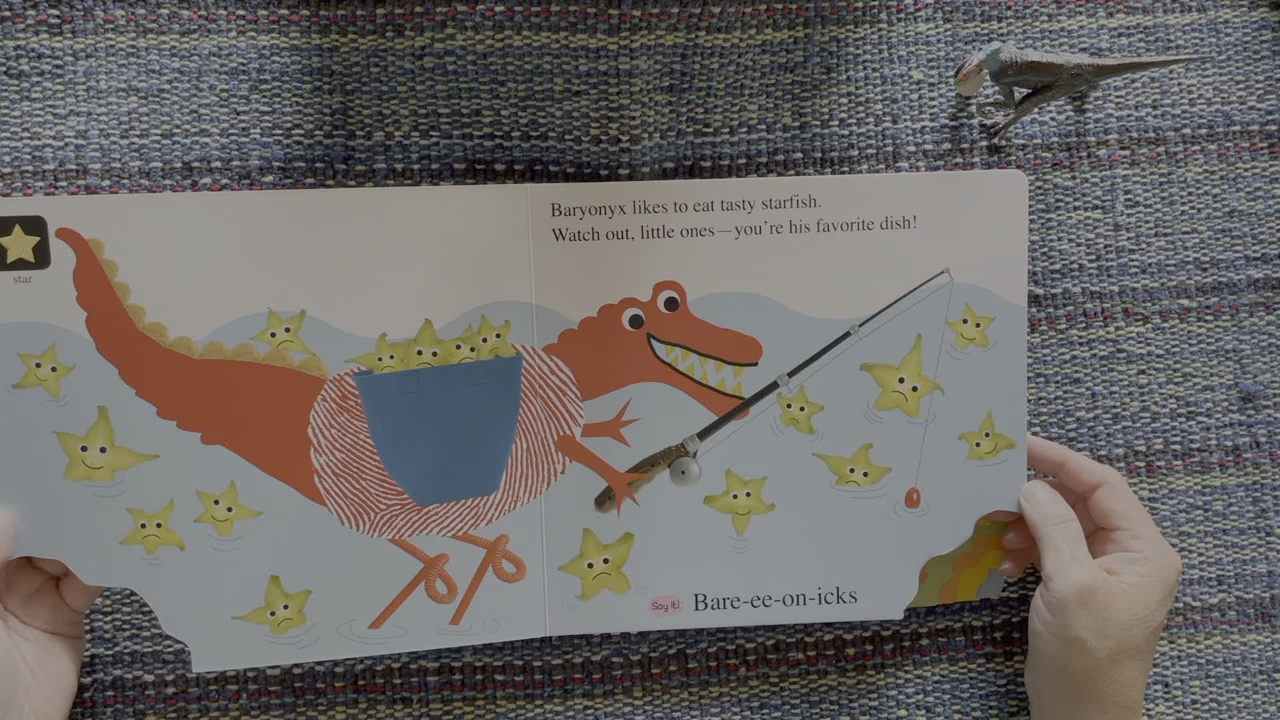 star
Baryonyx likes to eat tasty starfish.
Watch out, little ones—you're his favorite dish!
Say It! Bare-ee-on-icks